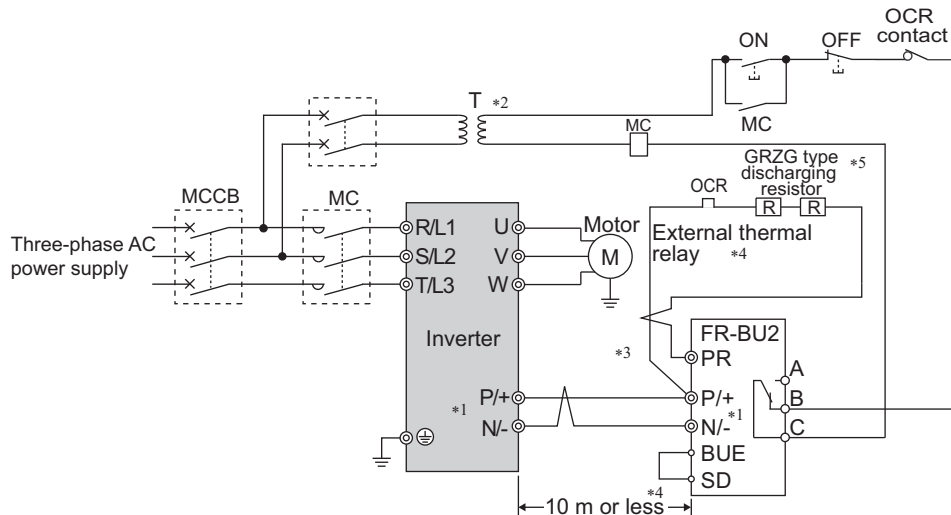 OCR
contact
ON
OFF
T *2
MC
MC
GRZG type *5
discharging
resistor
OCR
R R
MCCB
MC
External thermal
relay *4
Three-phase AC
power supply
R/L1
S/L2
T/L3
U
V
W
Motor
M
Inverter
*3
FR-BU2
PR
A
*1 P/+
N/-
P/+
N/- *1
B
C
BUE
SD
*4
10 m or less